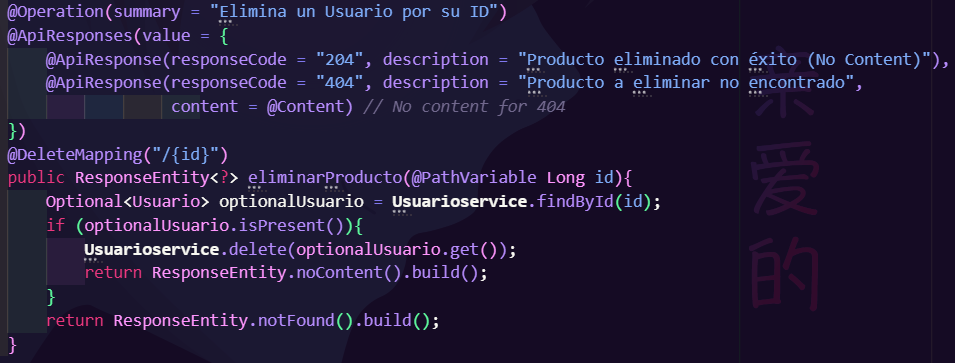 @Operation(summary = "Elimina un Usuario por su ID")
@ApiResponses(value = {
    @ApiResponse(responseCode = "204", description = "Producto eliminado con éxito (No Content)"),
    @ApiResponse(responseCode = "404", description = "Producto a eliminar no encontrado",
                 content = @Content) // No content for 404
})
@DeleteMapping("/{id}")
public ResponseEntity<?> eliminarProducto(@PathVariable Long id){
    Optional<Usuario> optionalUsuario = Usuarioservice.findById(id);
    if (optionalUsuario.isPresent()){
        Usuarioservice.delete(optionalUsuario.get());
        return ResponseEntity.noContent().build();
    }
    return ResponseEntity.notFound().build();
}
亲爱的